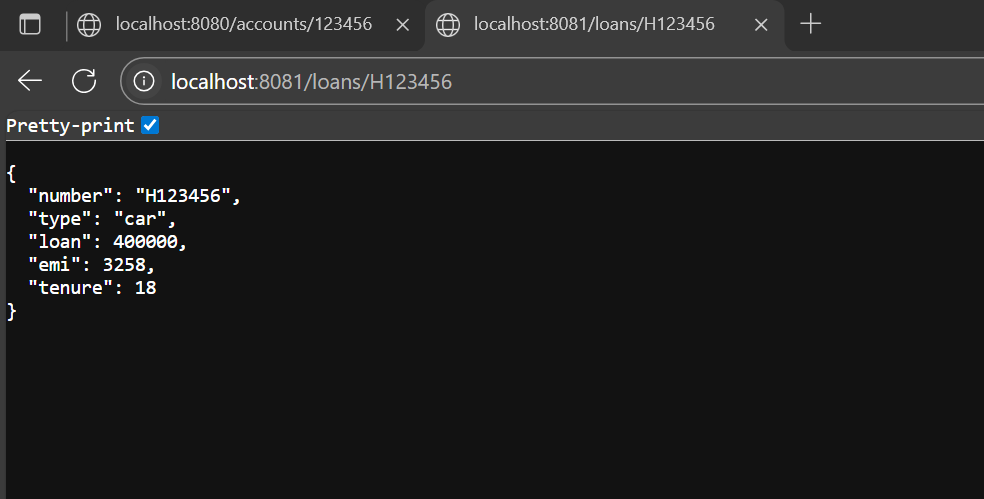 localhost:8080/accounts/123456
localhost:8081/loans/H123456
localhost:8081/loans/H123456
Pretty-print
{
  "number": "H123456",
  "type": "car",
  "loan": 400000,
  "emi": 3258,
  "tenure": 18
}